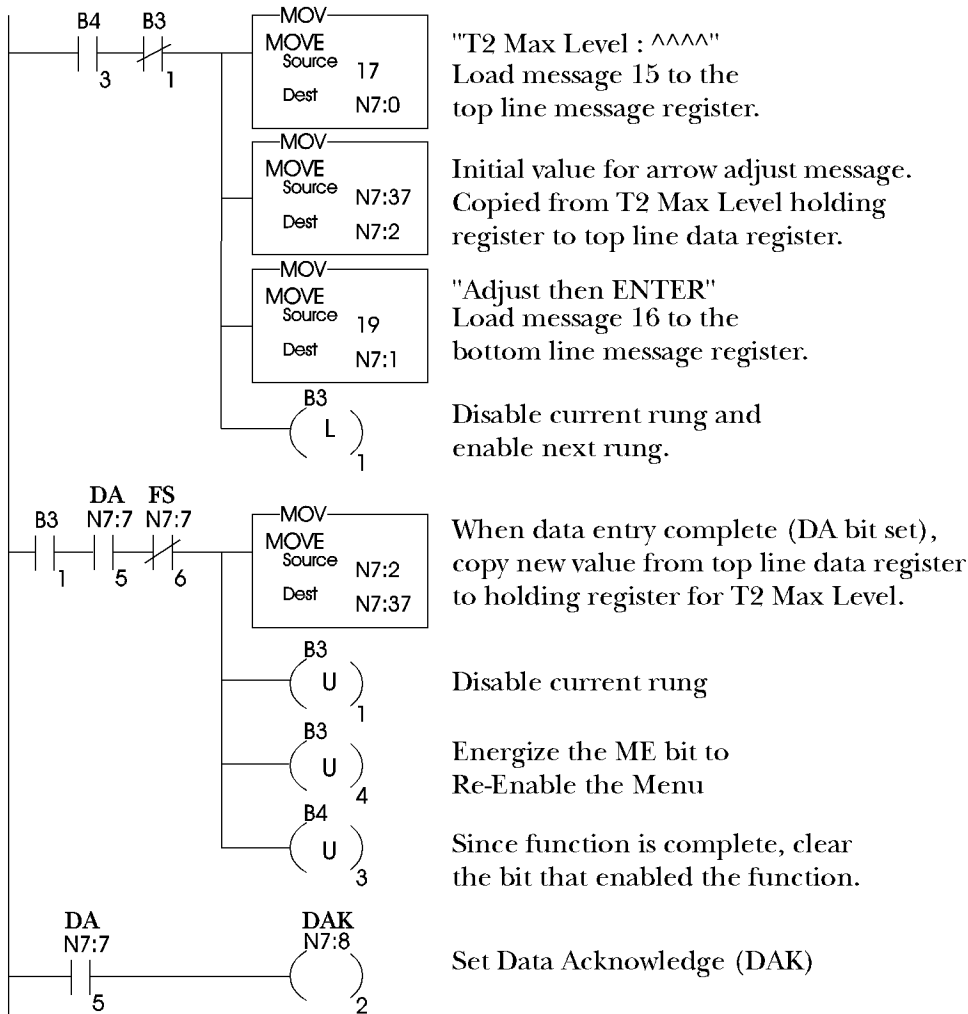 B4 B3
3 1
MOV
MOVE
Source 17
Dest N7:0
"T2 Max Level : ^^^^"
Load message 15 to the
top line message register.
MOV
MOVE
Source N7:37
Dest N7:2
Initial value for arrow adjust message.
Copied from T2 Max Level holding
register to top line data register.
MOV
MOVE
Source 19
Dest N7:1
"Adjust then ENTER"
Load message 16 to the
bottom line message register.
B3
L
1
Disable current rung and
enable next rung.
DA FS
B3 N7:7 N7:7
1 5 6
MOV
MOVE
Source N7:2
Dest N7:37
When data entry complete (DA bit set),
copy new value from top line data register
to holding register for T2 Max Level.
B3
U
1
Disable current rung
B3
U
4
Energize the ME bit to
Re-Enable the Menu
B4
U
3
Since function is complete, clear
the bit that enabled the function.
DA DAK
N7:7 N7:8
5 2
Set Data Acknowledge (DAK)